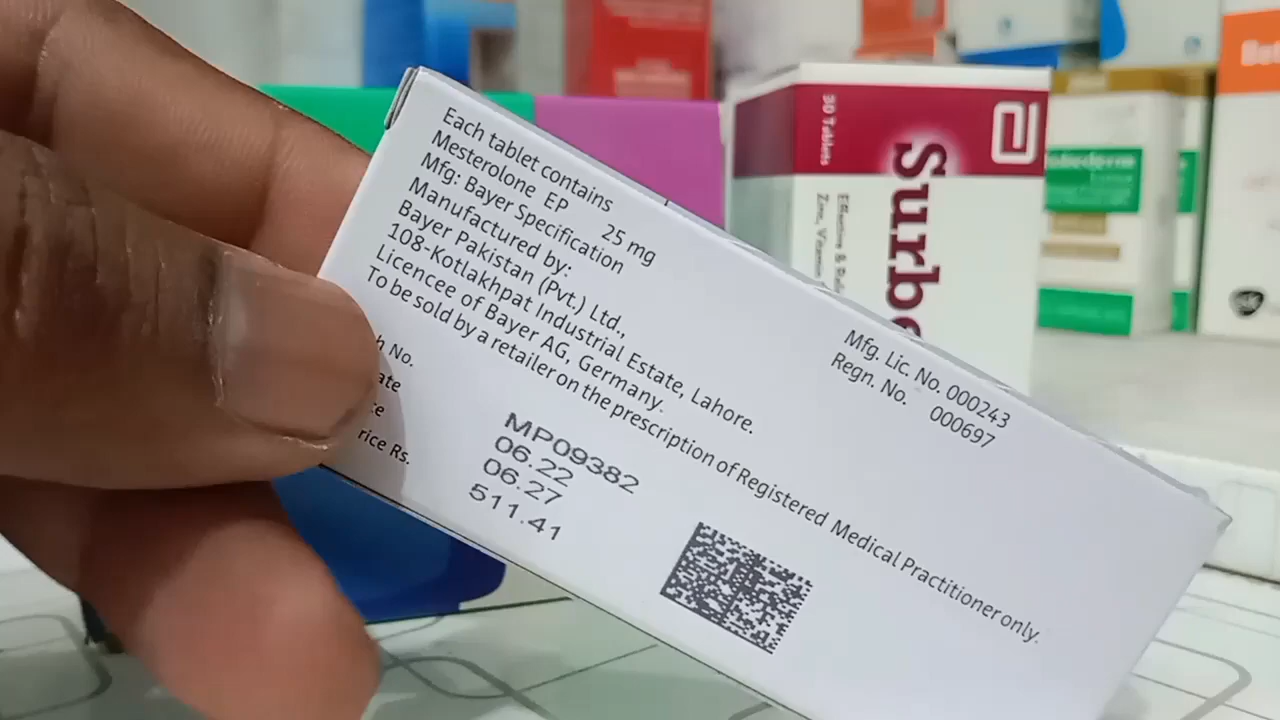 Each tablet contains
Mesterolone EP 25 mg
Mfg: Bayer Specification
Manufactured by:
Bayer Pakistan (Pvt.) Ltd.,
108-Kotlakhpat Industrial Estate, Lahore.
Licencee of Bayer AG, Germany.
To be sold by a retailer on the prescription of Registered Medical Practitioner only.
Mfg. Lic. No. 000243
Regn. No. 000697
h No. MP09382
ate 06.22
te 06.27
rice Rs. 511.41
Surbe
30 Tablets
Zinc, Vitamin